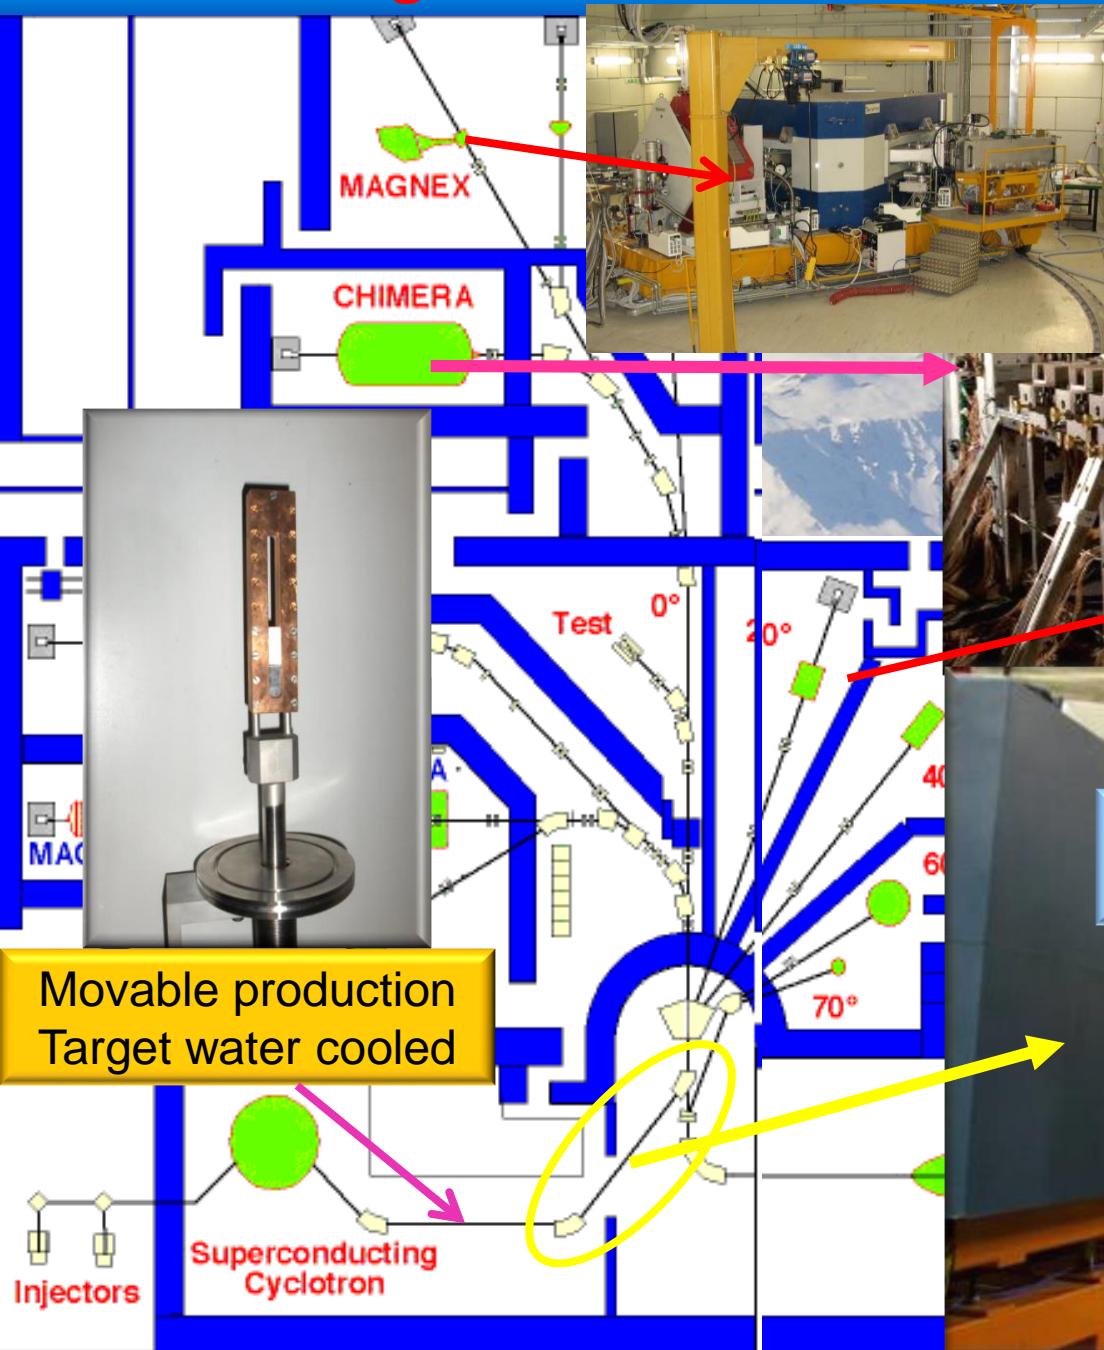 MAGNEX
CHIMERA
Test
0°
20°
70°
Movable production
Target water cooled
Superconducting
Cyclotron
Injectors